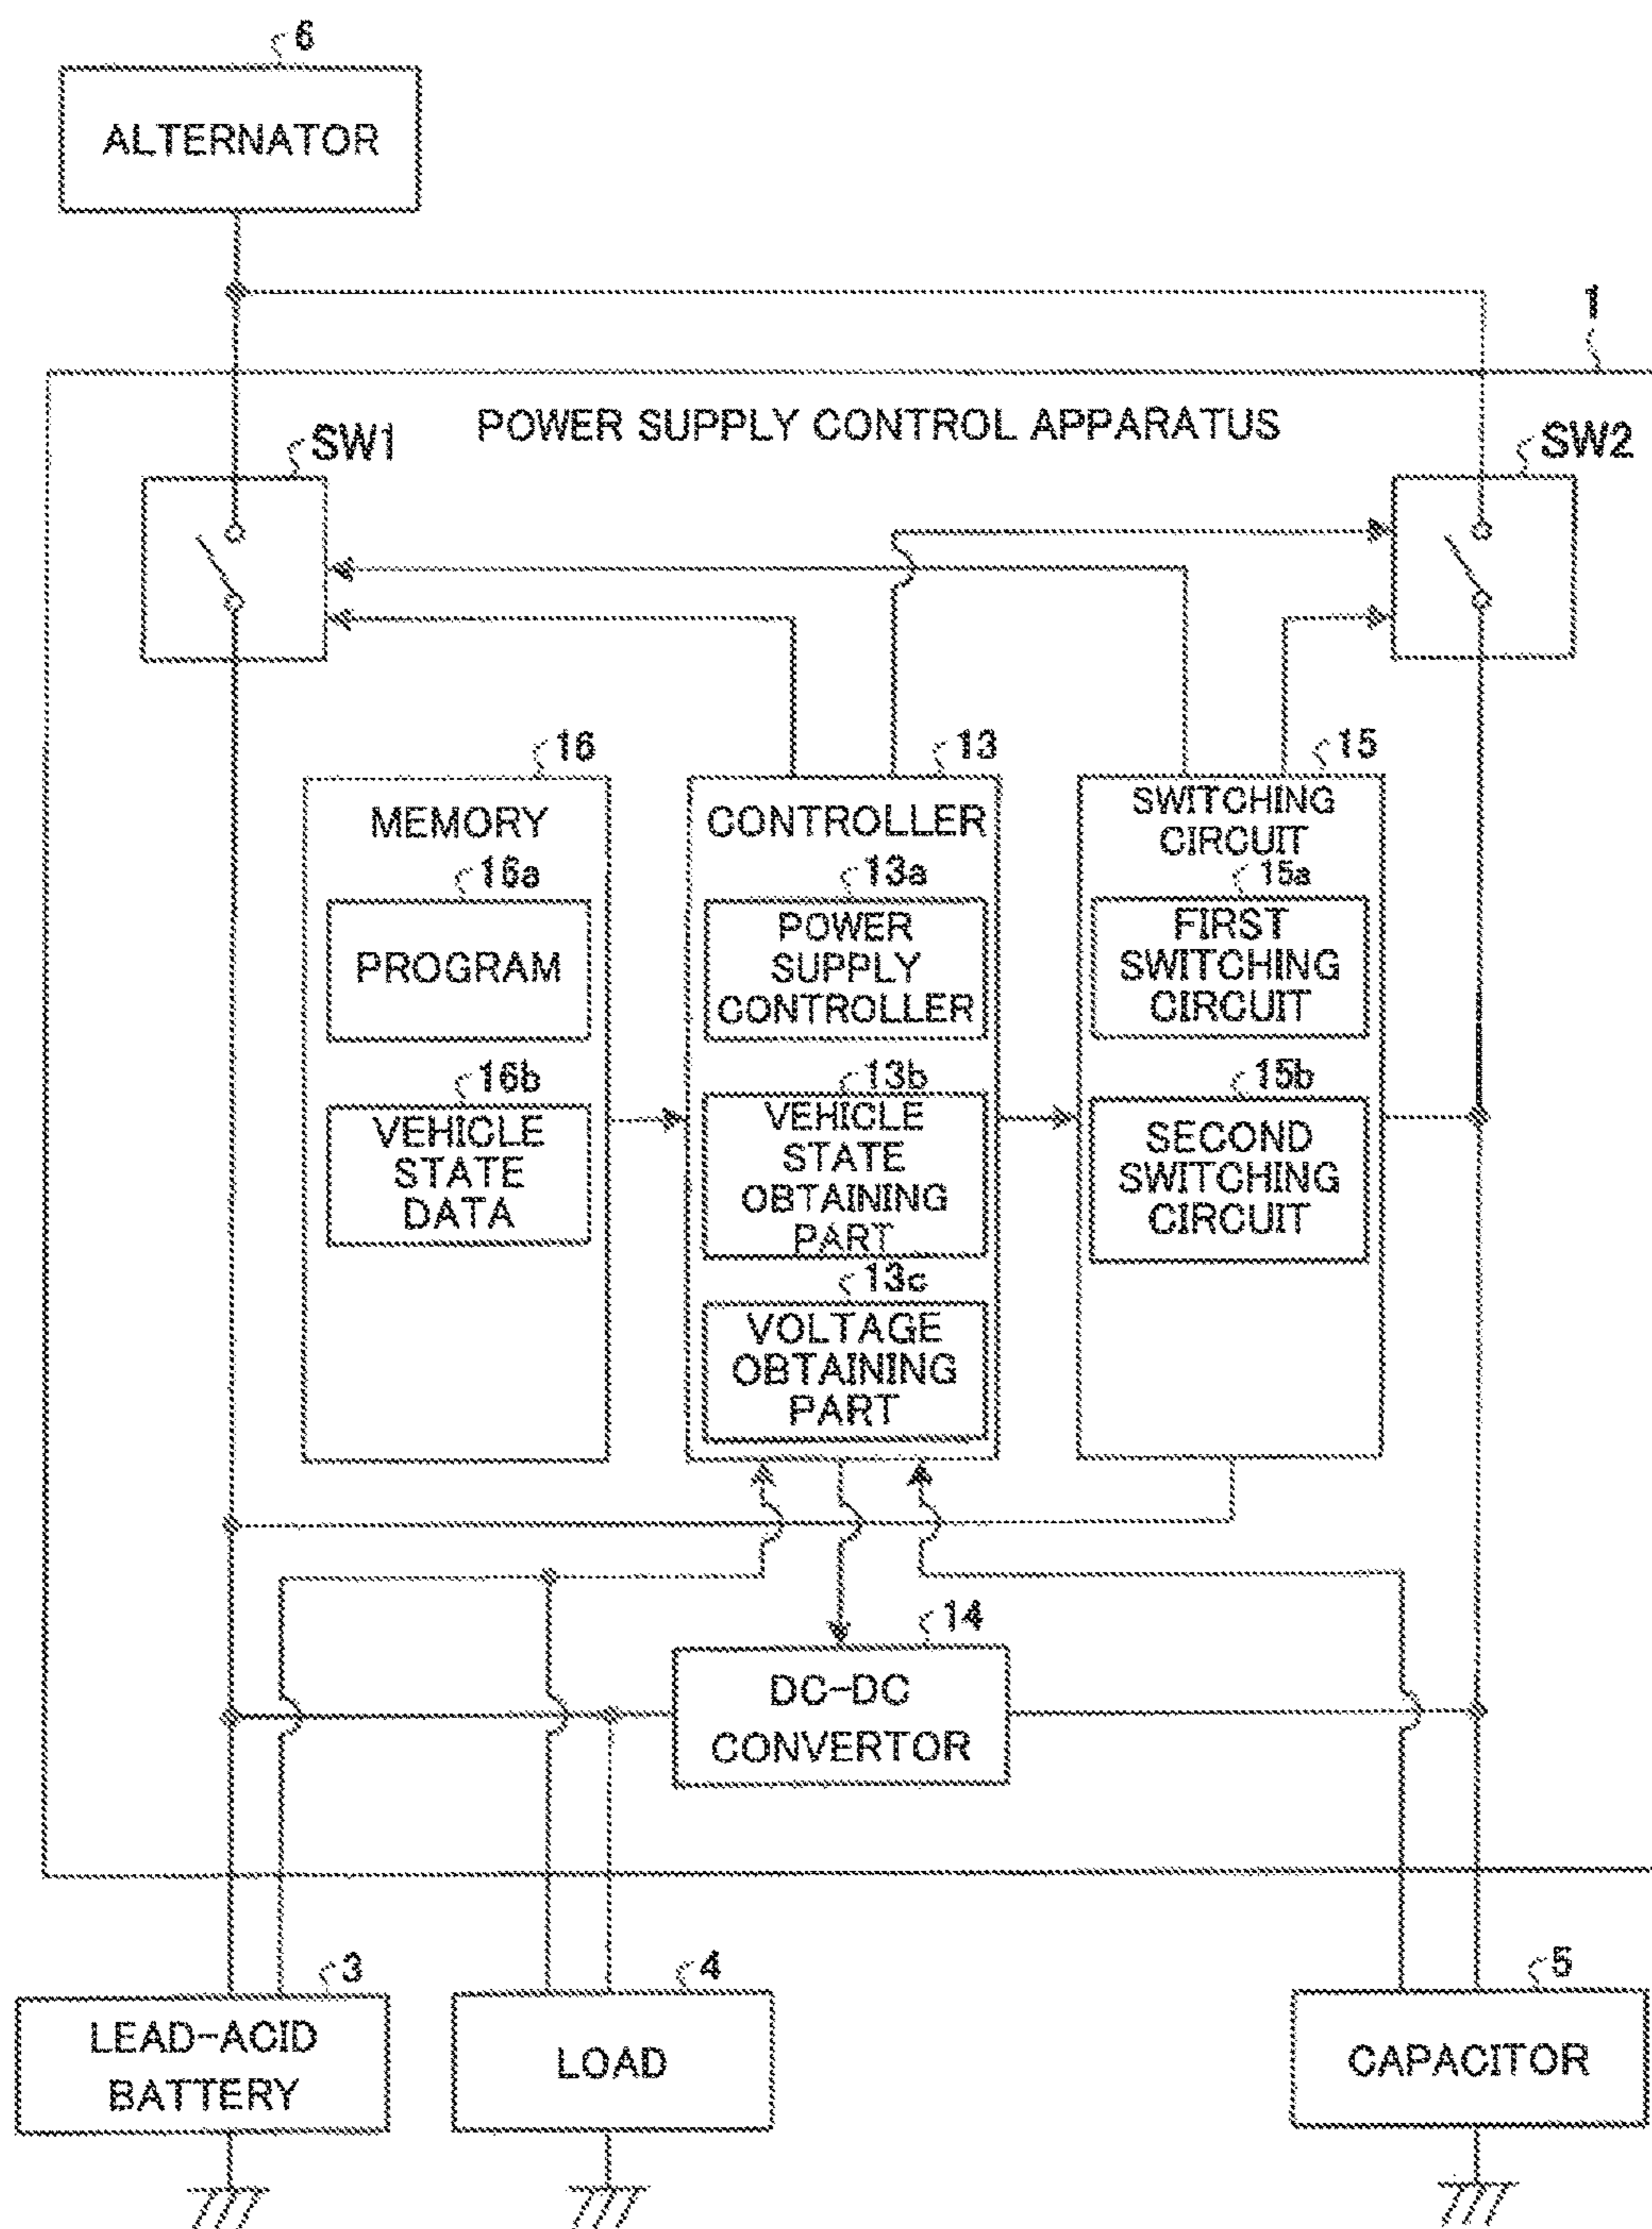 6
ALTERNATOR
1
POWER SUPPLY CONTROL APPARATUS
SW1
SW2
16
13
15
MEMORY
CONTROLLER
SWITCHING
CIRCUIT
16a
13a
15a
PROGRAM
POWER
SUPPLY
CONTROLLER
FIRST
SWITCHING
CIRCUIT
16b
13b
15b
VEHICLE
STATE
DATA
VEHICLE
STATE
OBTAINING
PART
SECOND
SWITCHING
CIRCUIT
13c
VOLTAGE
OBTAINING
PART
14
DC-DC
CONVERTOR
3
4
5
LEAD-ACID
BATTERY
LOAD
CAPACITOR